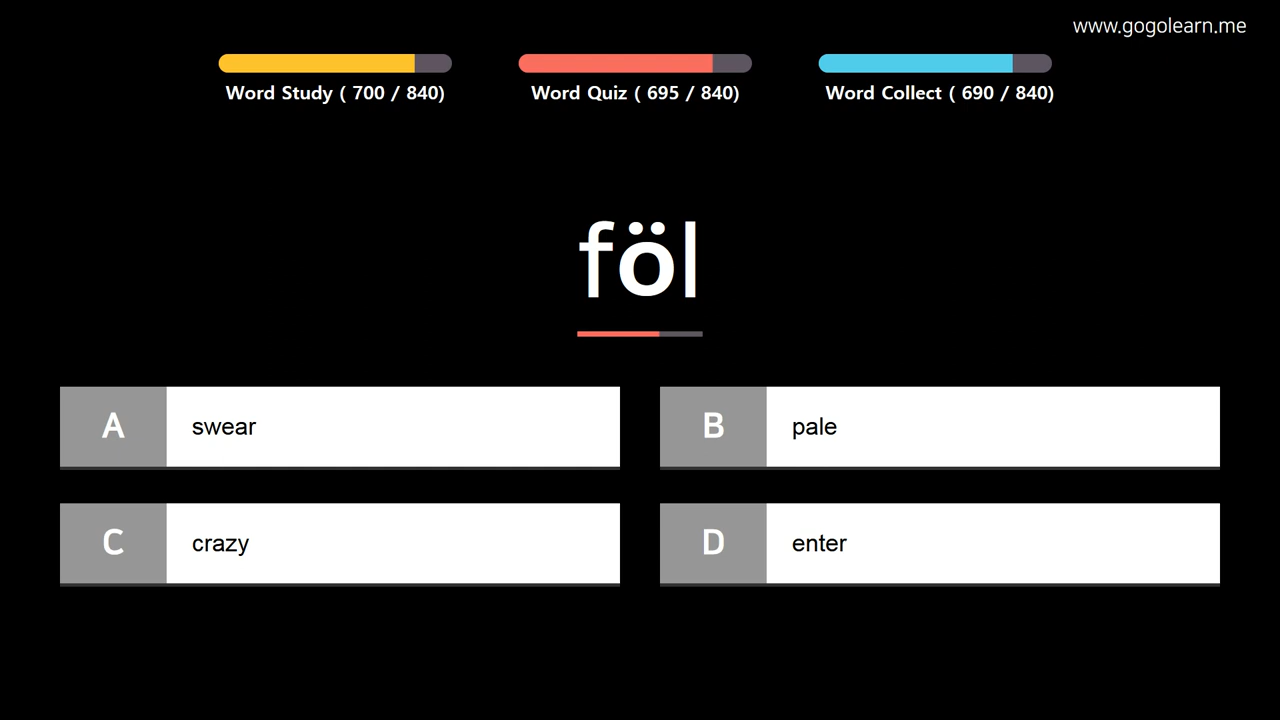 www.gogolearn.me
Word Study ( 700 / 840)
Word Quiz ( 695 / 840)
Word Collect ( 690 / 840)
föl
A swear
B pale
C crazy
D enter